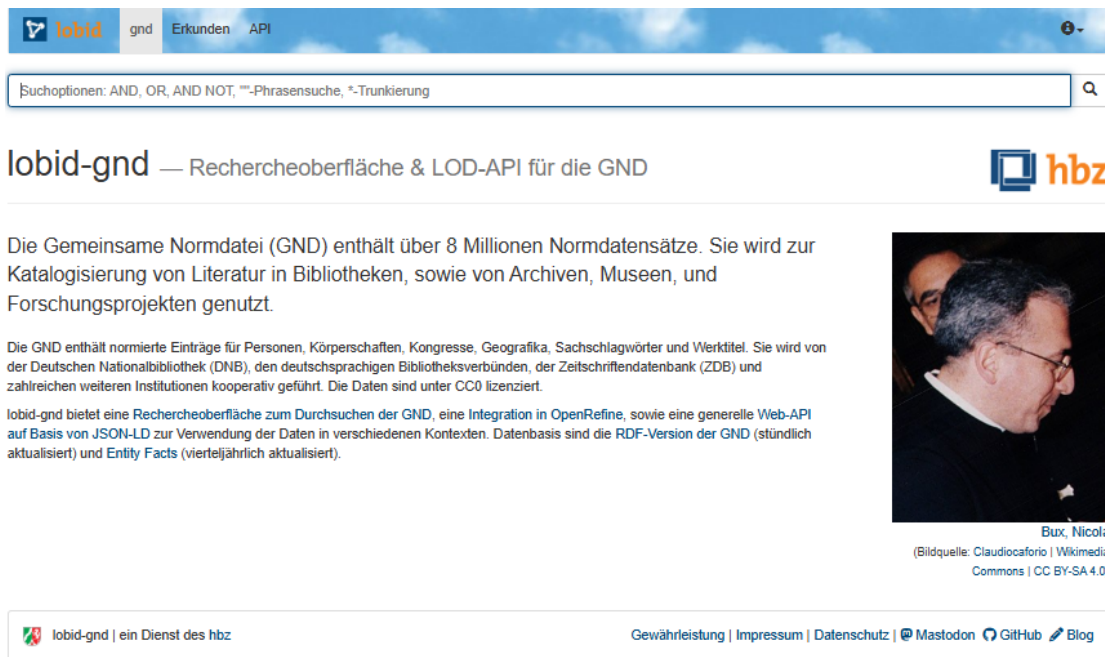 lobid gnd Erkunden API
Suchoptionen: AND, OR, AND NOT, ""-Phrasensuche, *-Trunkierung
lobid-gnd — Rechercheoberfläche & LOD-API für die GND
hbz
Die Gemeinsame Normdatei (GND) enthält über 8 Millionen Normdatensätze. Sie wird zur
Katalogisierung von Literatur in Bibliotheken, sowie von Archiven, Museen, und
Forschungsprojekten genutzt.
Die GND enthält normierte Einträge für Personen, Körperschaften, Kongresse, Geografika, Sachschlagwörter und Werktitel. Sie wird von
der Deutschen Nationalbibliothek (DNB), den deutschsprachigen Bibliotheksverbünden, der Zeitschriftendatenbank (ZDB) und
zahlreichen weiteren Institutionen kooperativ geführt. Die Daten sind unter CC0 lizenziert.
lobid-gnd bietet eine Rechercheoberfläche zum Durchsuchen der GND, eine Integration in OpenRefine, sowie eine generelle Web-API
auf Basis von JSON-LD zur Verwendung der Daten in verschiedenen Kontexten. Datenbasis sind die RDF-Version der GND (stündlich
aktualisiert) und Entity Facts (vierteljährlich aktualisiert).
Bux, Nicola
(Bildquelle: Claudiocaforio | Wikimedia
Commons | CC BY-SA 4.0
lobid-gnd | ein Dienst des hbz
Gewährleistung | Impressum | Datenschutz | Mastodon GitHub Blog